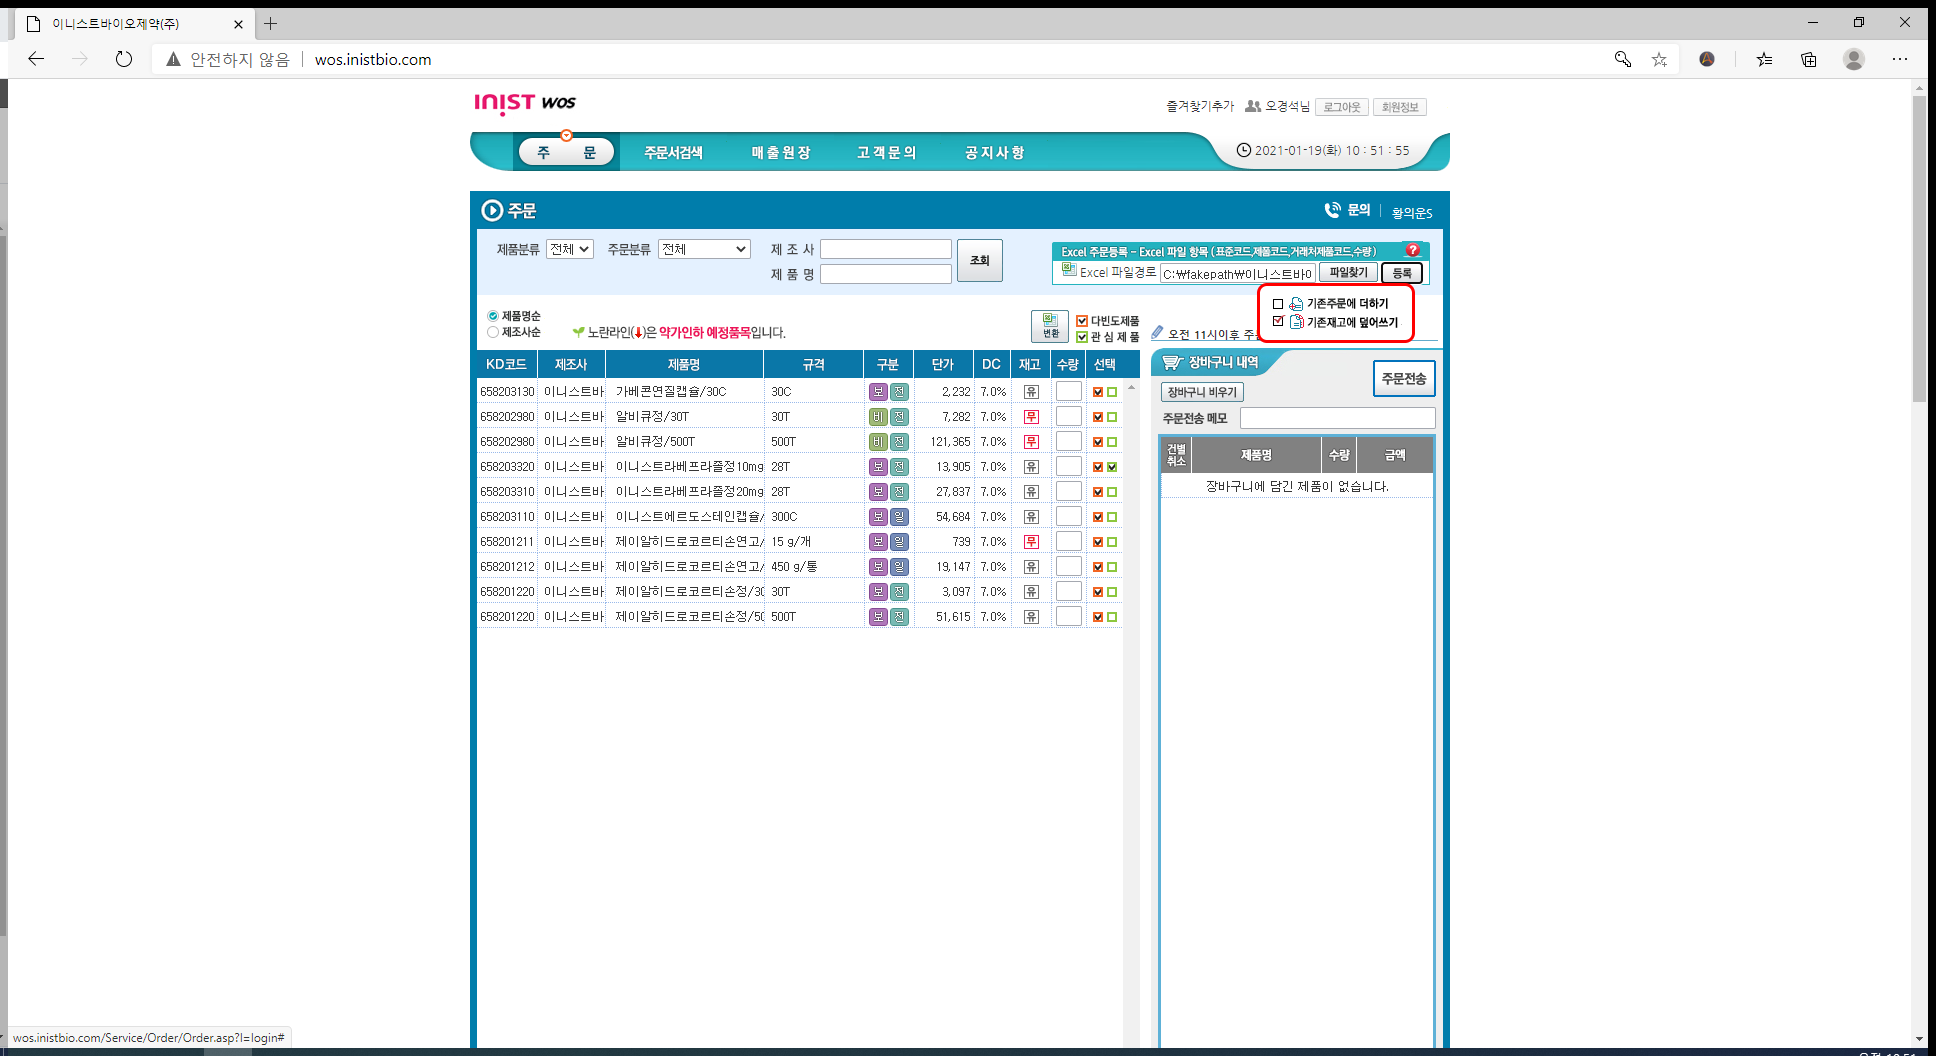 이니스트바이오제약(주)
안전하지 않음 wos.inistbio.com
INIST WOS
즐겨찾기추가 오경석님 로그아웃 회원정보
주 문 주문서검색 매출원장 고객문의 공지사항
2021-01-19(화) 10 : 51 : 55
주문
문의 황의운S
제품분류 전체 주문분류 전체 제 조 사
제 품 명
조회
Excel 주문등록 - Excel 파일 항목 (표준코드,제품코드,거래처제품코드,수량)
Excel 파일경로 C:₩fakepath₩이니스트바이 파일찾기 등록
기존주문에 더하기
기존재고에 덮어쓰기
제품명순
제조사순
노란라인(↓)은 약가인하 예정품목입니다.
변환
다빈도제품
관심제품
오전 11시이후 주
KD코드 제조사 제품명 규격 구분 단가 DC 재고 수량 선택
658203130 이니스트바 가베콘연질캡슐/30C 30C 보 전 2,232 7.0% 유
658202980 이니스트바 알비큐정/30T 30T 비 전 7,282 7.0% 무
658202980 이니스트바 알비큐정/500T 500T 비 전 121,365 7.0% 무
658203320 이니스트바 이니스트라베프라졸정10mg 28T 보 전 13,905 7.0% 유
658203310 이니스트바 이니스트라베프라졸정20mg 28T 보 전 27,837 7.0% 유
658203110 이니스트바 이니스트에르도스테인캡슐/ 300C 보 일 54,684 7.0% 유
658201211 이니스트바 제이알히드로코르티손연고/ 15 g/개 보 일 739 7.0% 무
658201212 이니스트바 제이알히드로코르티손연고/ 450 g/통 보 일 19,147 7.0% 유
658201220 이니스트바 제이알히드로코르티손정/30 30T 보 전 3,097 7.0% 유
658201220 이니스트바 제이알히드로코르티손정/50 500T 보 전 51,615 7.0% 유
장바구니 내역
주문전송
장바구니 비우기
주문전송 메모
건별취소 제품명 수량 금액
장바구니에 담긴 제품이 없습니다.
wos.inistbio.com/Service/Order/Order.asp?I=login#